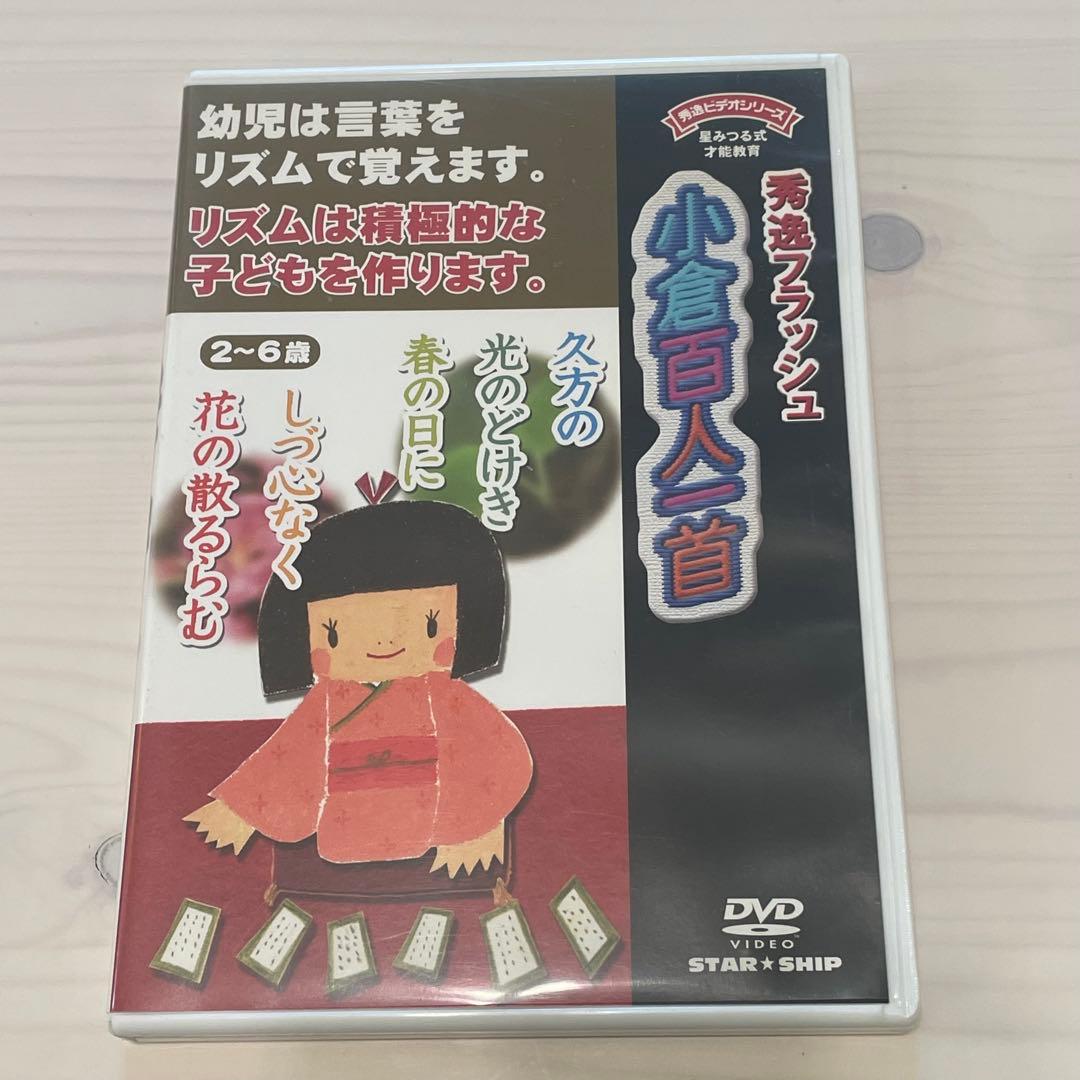 幼児は言葉を
リズムで覚えます。
リズムは積極的な
子どもを作ります。
2～6歳
久方の
光のどけき
春の日に
しづ心なく
花の散るらむ
秀逸ビデオシリーズ
星みつる式
才能教育
秀逸フラッシュ
小倉百人一首
DVD
VIDEO™
STAR★SHIP